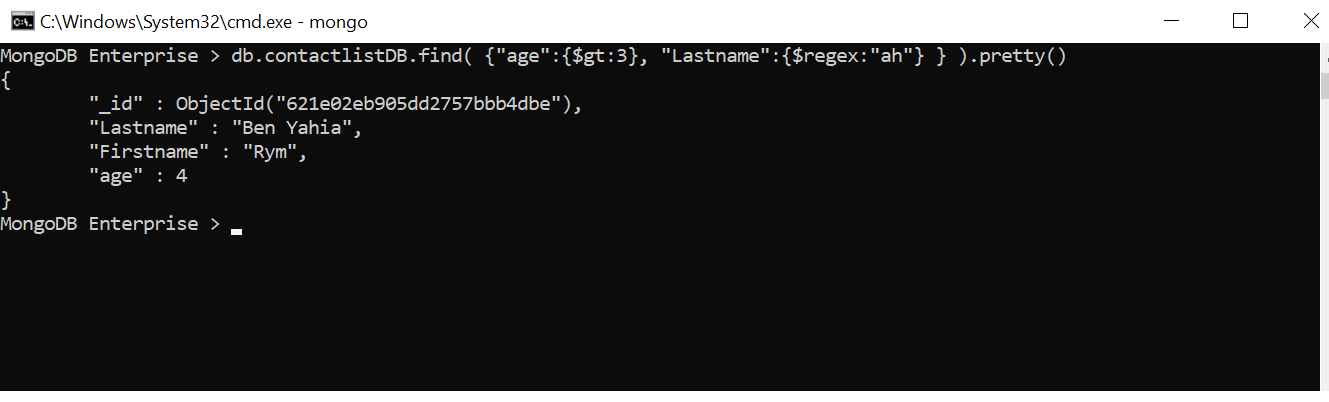 C:\Windows\System32\cmd.exe - mongo
MongoDB Enterprise > db.contactlistDB.find( {"age":{$gt:3}, "Lastname":{$regex:"ah"} } ).pretty()
{
        "_id" : ObjectId("621e02eb905dd2757bbb4dbe"),
        "Lastname" : "Ben Yahia",
        "Firstname" : "Rym",
        "age" : 4
}
MongoDB Enterprise >